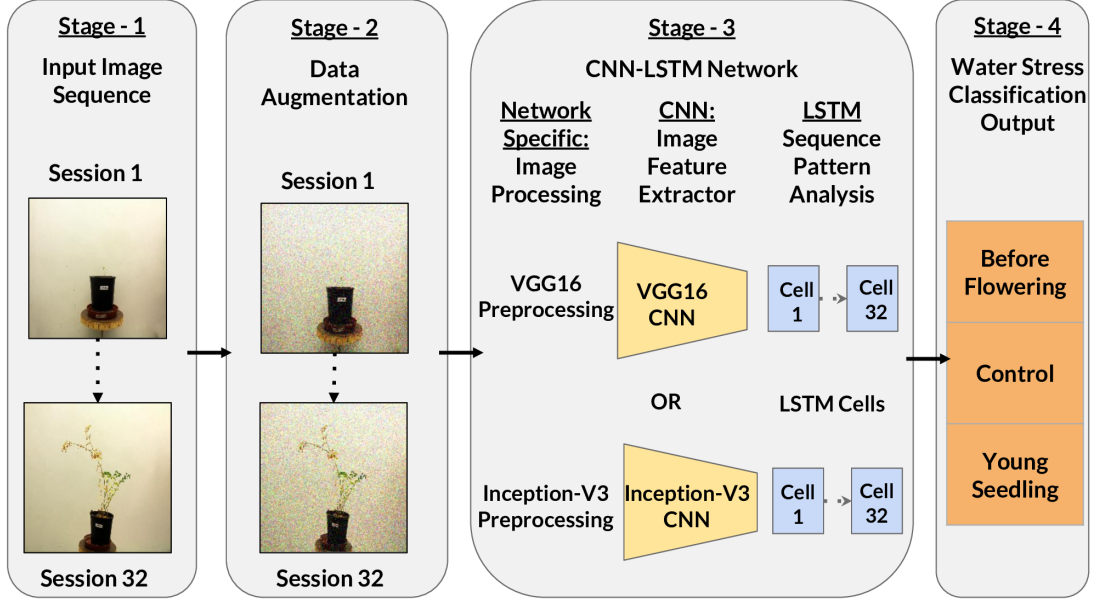 Stage - 1
Input Image
Sequence
Session 1
Session 32
Stage - 2
Data
Augmentation
Session 1
Session 32
Stage - 3
CNN-LSTM Network
Network
Specific:
Image
Processing
CNN:
Image
Feature
Extractor
LSTM
Sequence
Pattern
Analysis
VGG16
Preprocessing
VGG16
CNN
Cell
1
Cell
32
OR
LSTM Cells
Inception-V3
Preprocessing
Inception-V3
CNN
Cell
1
Cell
32
Stage - 4
Water Stress
Classification
Output
Before
Flowering
Control
Young
Seedling